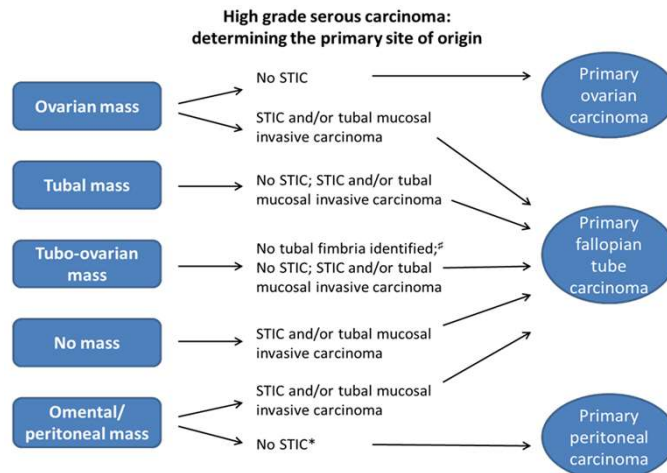 High grade serous carcinoma:
determining the primary site of origin
Ovarian mass
No STIC
Primary
ovarian
carcinoma
STIC and/or tubal mucosal
invasive carcinoma
Tubal mass
No STIC; STIC and/or tubal
mucosal invasive carcinoma
Tubo-ovarian
mass
No tubal fimbria identified;♯
No STIC; STIC and/or tubal
mucosal invasive carcinoma
Primary
fallopian
tube
carcinoma
No mass
STIC and/or tubal mucosal
invasive carcinoma
Omental/
peritoneal mass
STIC and/or tubal mucosal
invasive carcinoma
No STIC*
Primary
peritoneal
carcinoma